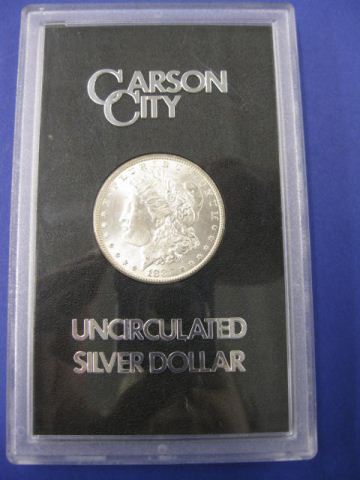 CARSON
CITY
UNCIRCULATED
SILVER DOLLAR